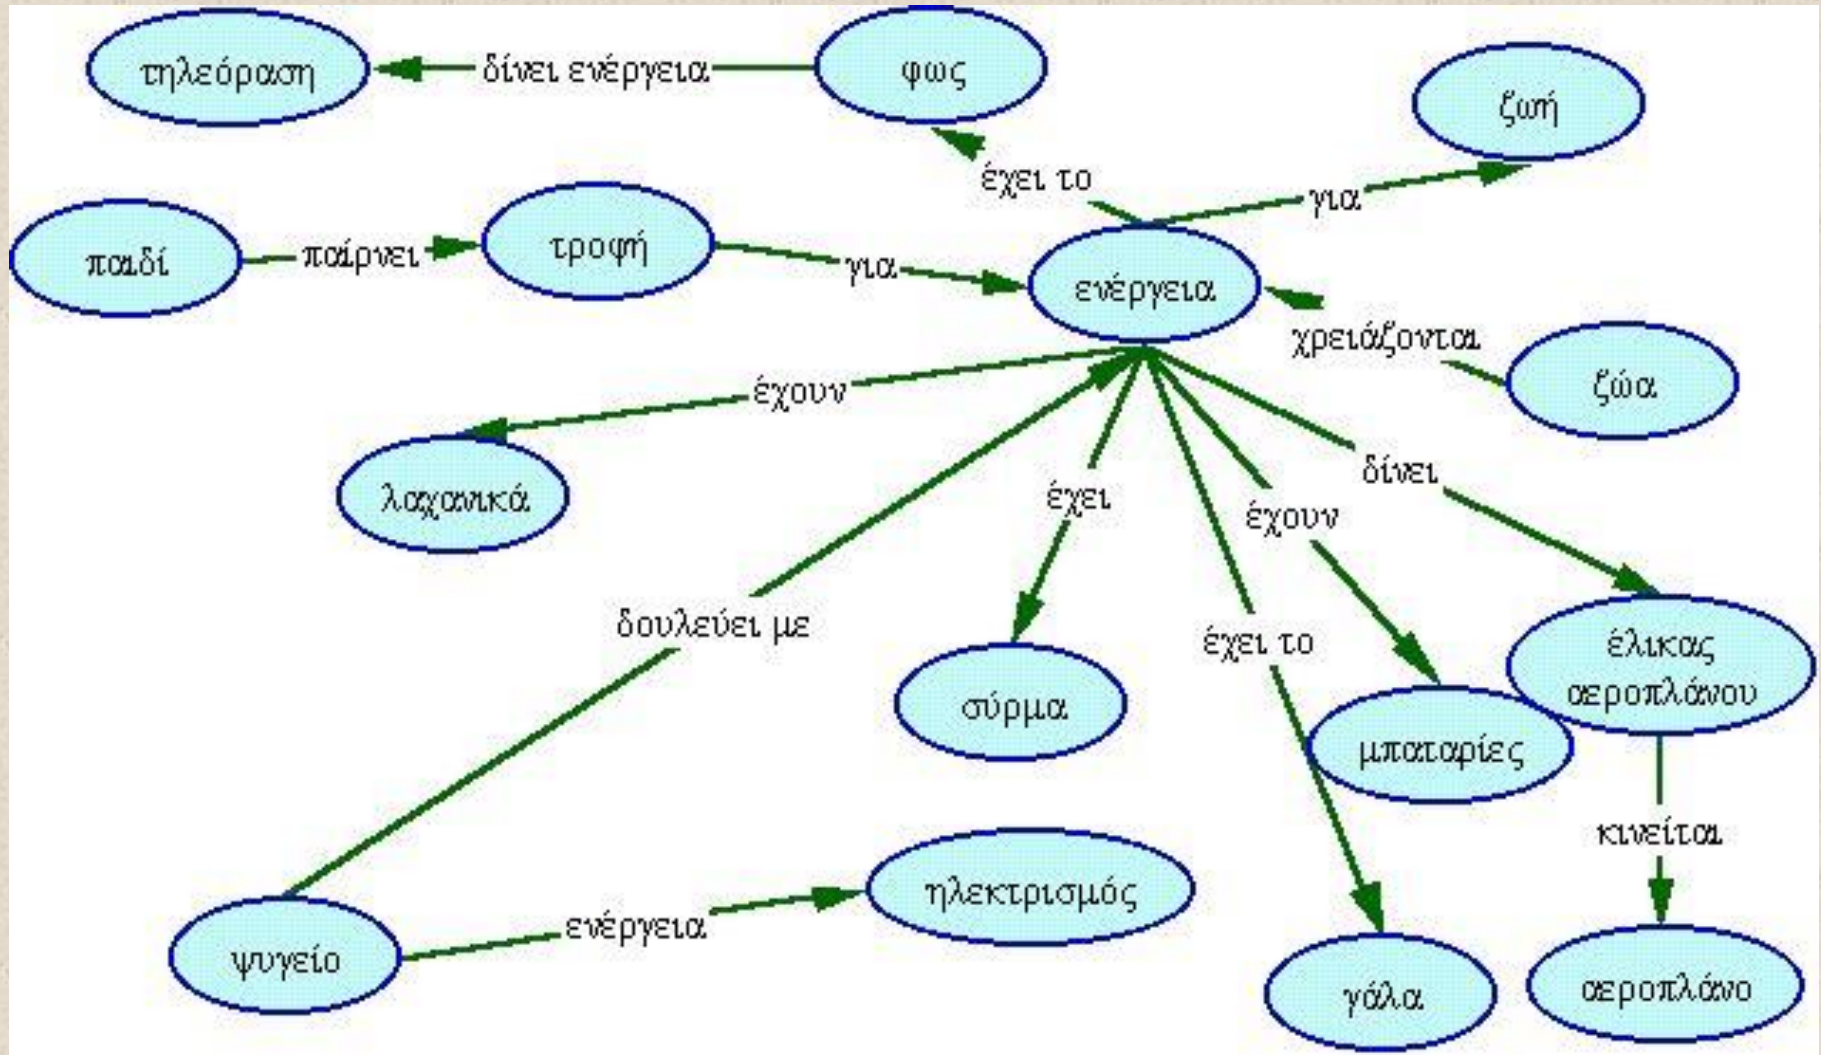 τηλεόραση
δίνει ενέργεια
φως
ζωή
έχει το
για
παιδί
παίρνει
τροφή
για
ενέργεια
χρειάζονται
ζώα
έχουν
λαχανικά
έχει
έχουν
δίνει
δουλεύει με
έχει το
σύρμα
μπαταρίες
έλικας
αεροπλάνου
κινείται
ψυγείο
ενέργεια
ηλεκτρισμός
γάλα
αεροπλάνο